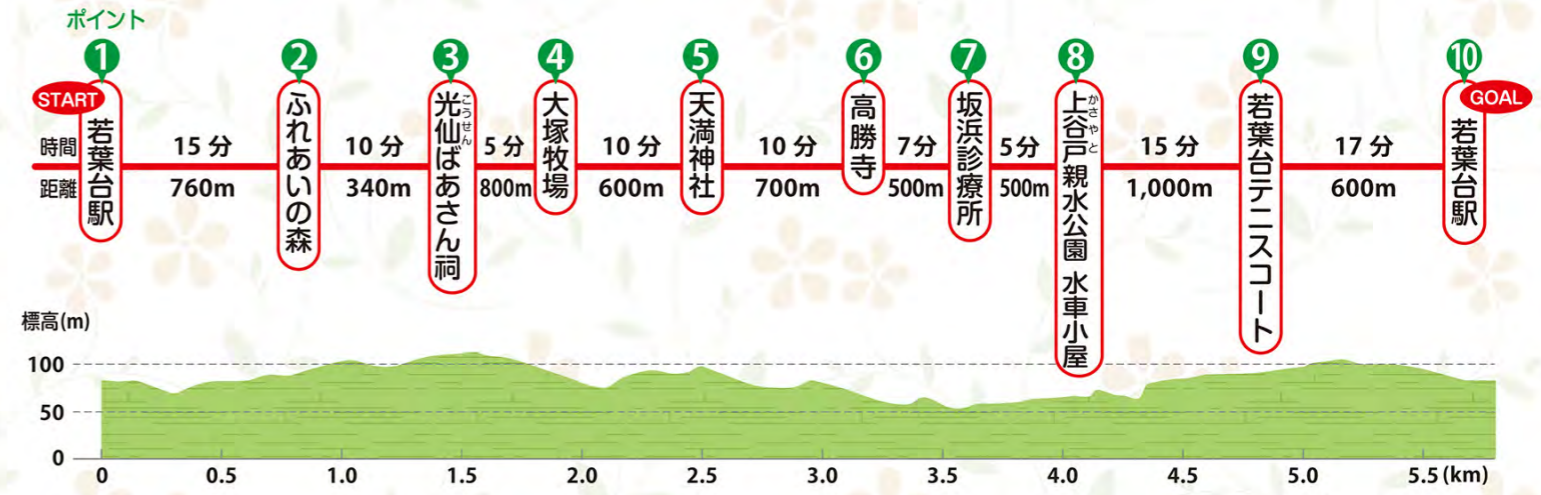 ポイント
1 2 3 4 5 6 7 8 9 10
START
GOAL
若葉台駅
ふれあいの森
光仙ばあさん祠
こうせん
大塚牧場
天満神社
高勝寺
坂浜診療所
上谷戸親水公園 水車小屋
かさやと
若葉台テニスコート
若葉台駅
時間 15分 10分 5分 10分 10分 7分 5分 15分 17分
距離 760m 340m 800m 600m 700m 500m 500m 1,000m 600m
標高(m)
100
50
0
0 0.5 1.0 1.5 2.0 2.5 3.0 3.5 4.0 4.5 5.0 5.5 (km)